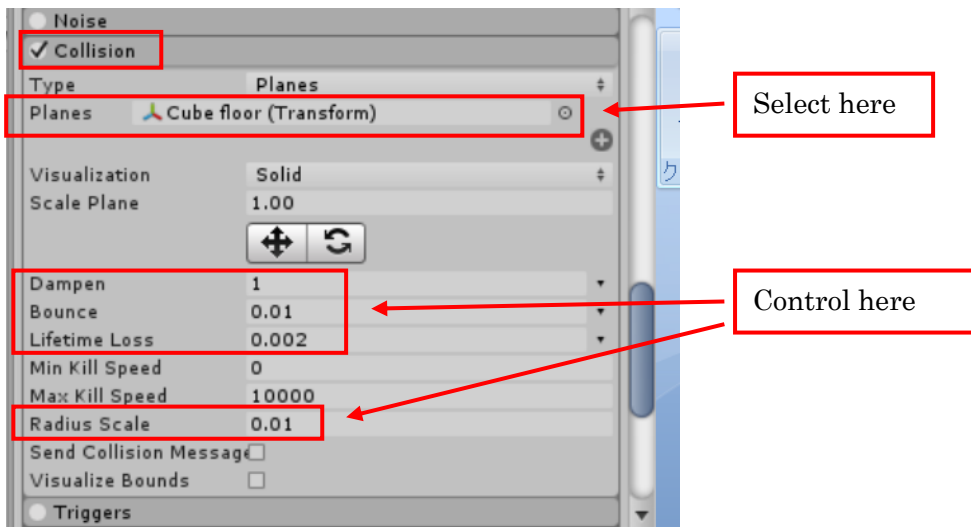 Noise
Collision
Type Planes
Planes Cube floor (Transform)
Select here
ク
Visualization Solid
Scale Plane 1.00
Dampen 1
Bounce 0.01
Control here
Lifetime Loss 0.002
Min Kill Speed 0
Max Kill Speed 10000
Radius Scale 0.01
Send Collision Message
Visualize Bounds
Triggers